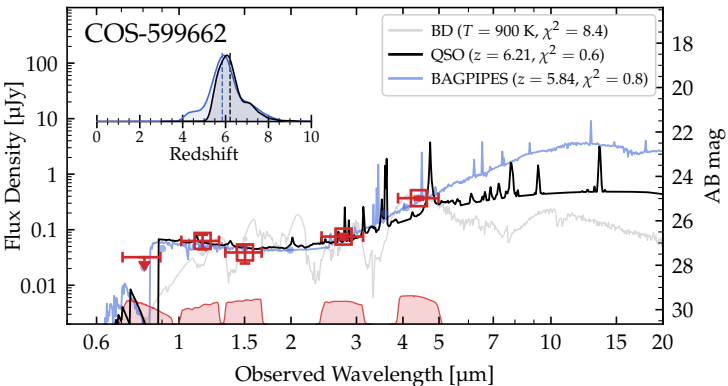 COS-599662
BD (T = 900 K, χ² = 8.4)
QSO (z = 6.21, χ² = 0.6)
BAGPIPES (z = 5.84, χ² = 0.8)
0 2 4 6 8 10
Redshift
Flux Density [μJy]
100
10
1
0.1
0.01
18
20
22
24
26
28
30
AB mag
0.6 1 1.5 2 3 4 5 10 15 20
Observed Wavelength [μm]